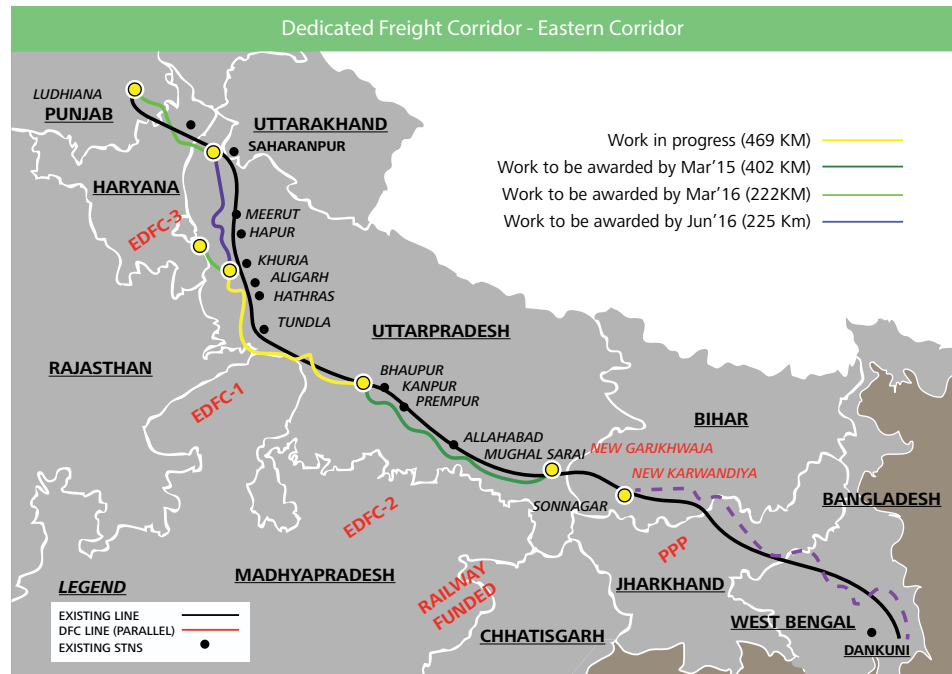 Dedicated Freight Corridor - Eastern Corridor
LUDHIANA
PUNJAB
UTTARAKHAND
SAHARANPUR
Work in progress (469 KM)
Work to be awarded by Mar'15 (402 KM)
Work to be awarded by Mar'16 (222KM)
Work to be awarded by Jun'16 (225 Km)
HARYANA
EDFC-3
MEERUT
HAPUR
KHURJA
ALIGARH
HATHRAS
TUNDLA
UTTARPRADESH
RAJASTHAN
EDFC-1
BHAUPUR
KANPUR
PREMPUR
BIHAR
ALLAHABAD
MUGHAL SARAI
NEW GARIKHWAJA
NEW KARWANDIYA
SONNAGAR
BANGLADESH
EDFC-2
PPP
MADHYAPRADESH
RAILWAY
FUNDED
JHARKHAND
CHHATISGARH
WEST BENGAL
DANKUNI
LEGEND
EXISTING LINE
DFC LINE (PARALLEL)
EXISTING STNS